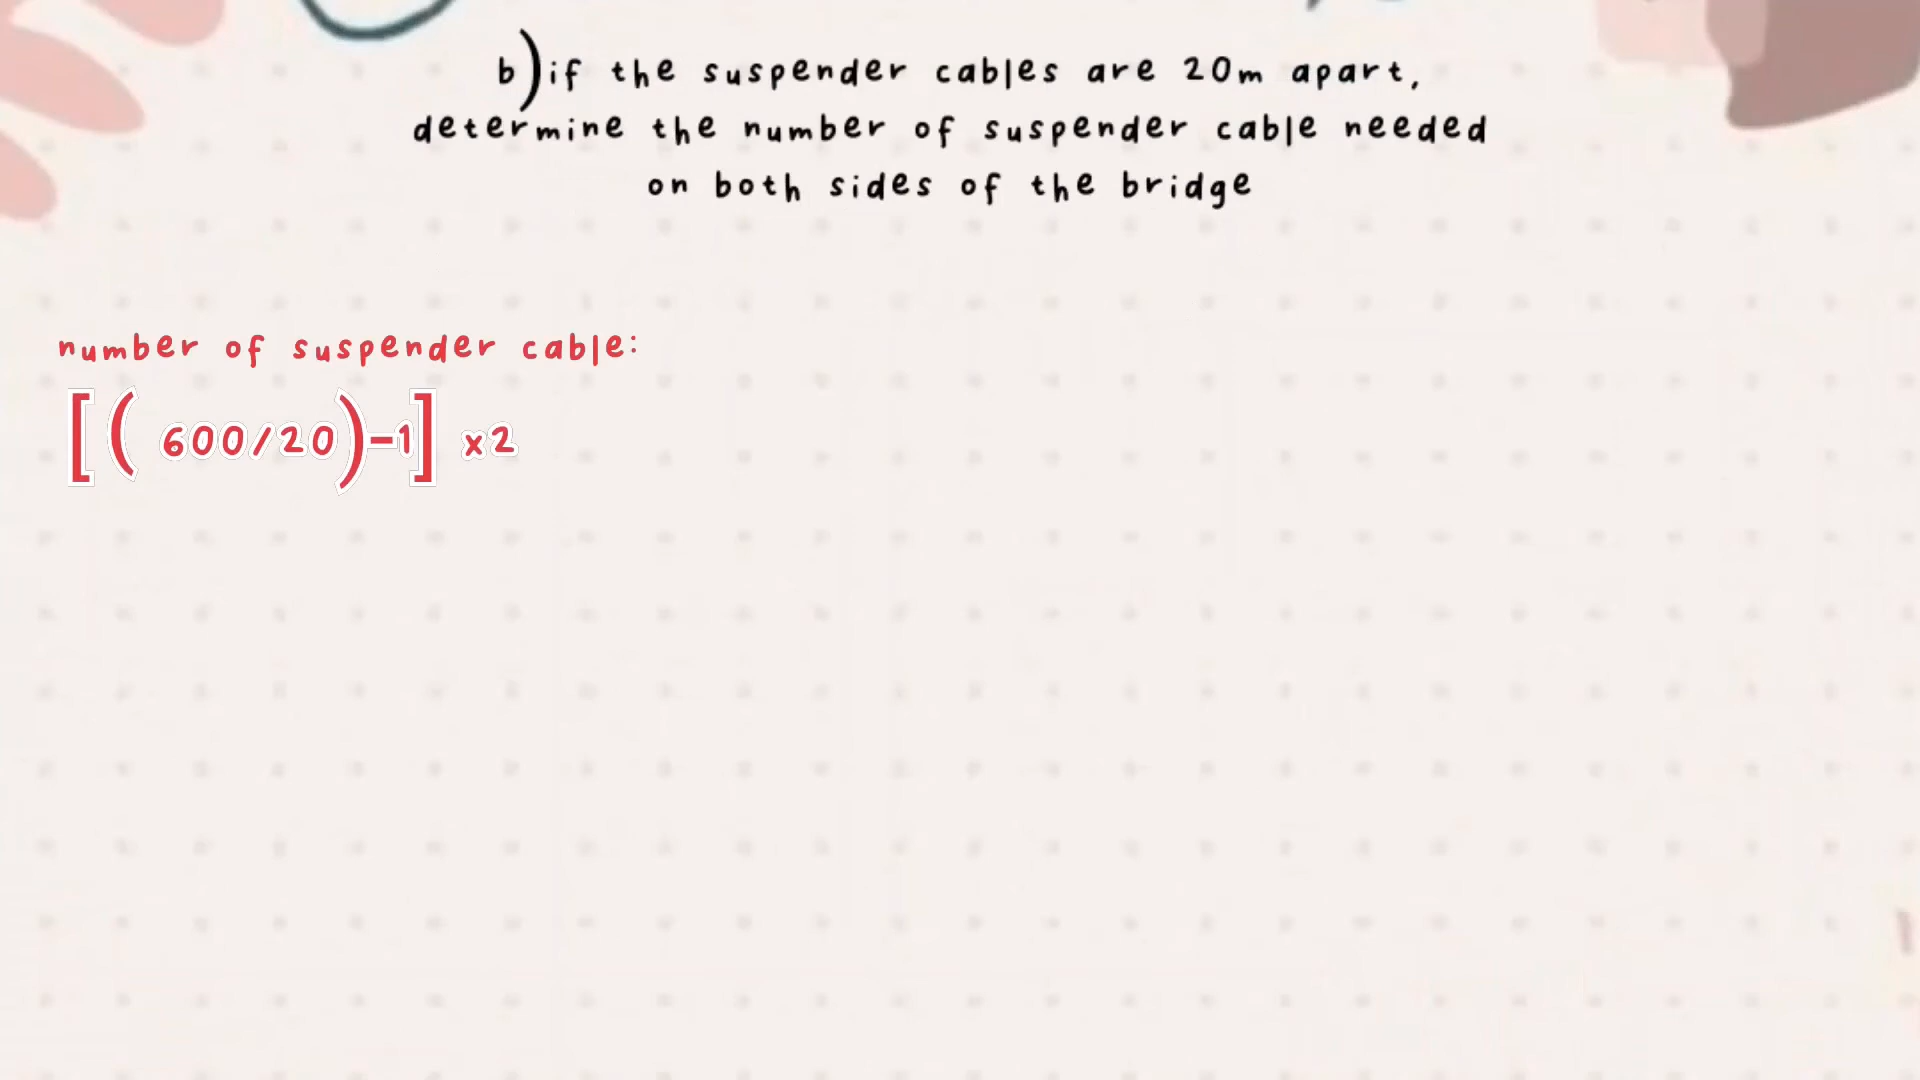 b)if the suspender cables are 20m apart,
determine the number of suspender cable needed
on both sides of the bridge
number of suspender cable:
[( 600/20)-1] x2